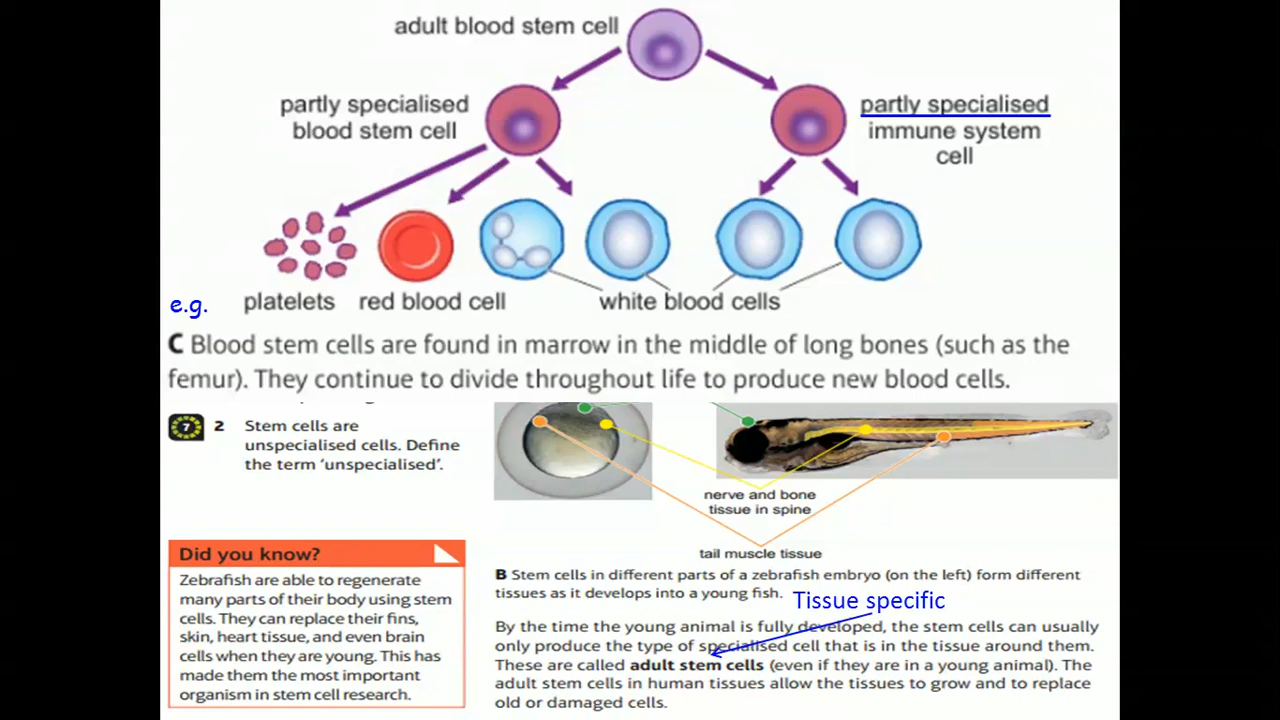 adult blood stem cell
partly specialised
blood stem cell
partly specialised
immune system
cell
platelets
red blood cell
white blood cells
e.g.
C Blood stem cells are found in marrow in the middle of long bones (such as the
femur). They continue to divide throughout life to produce new blood cells.
7
2 Stem cells are
unspecialised cells. Define
the term ‘unspecialised’.
nerve and bone
tissue in spine
tail muscle tissue
Did you know?
Zebrafish are able to regenerate
many parts of their body using stem
cells. They can replace their fins,
skin, heart tissue, and even brain
cells when they are young. This has
made them the most important
organism in stem cell research.
B Stem cells in different parts of a zebrafish embryo (on the left) form different
tissues as it develops into a young fish.
Tissue specific
By the time the young animal is fully developed, the stem cells can usually
only produce the type of specialised cell that is in the tissue around them.
These are called adult stem cells (even if they are in a young animal). The
adult stem cells in human tissues allow the tissues to grow and to replace
old or damaged cells.